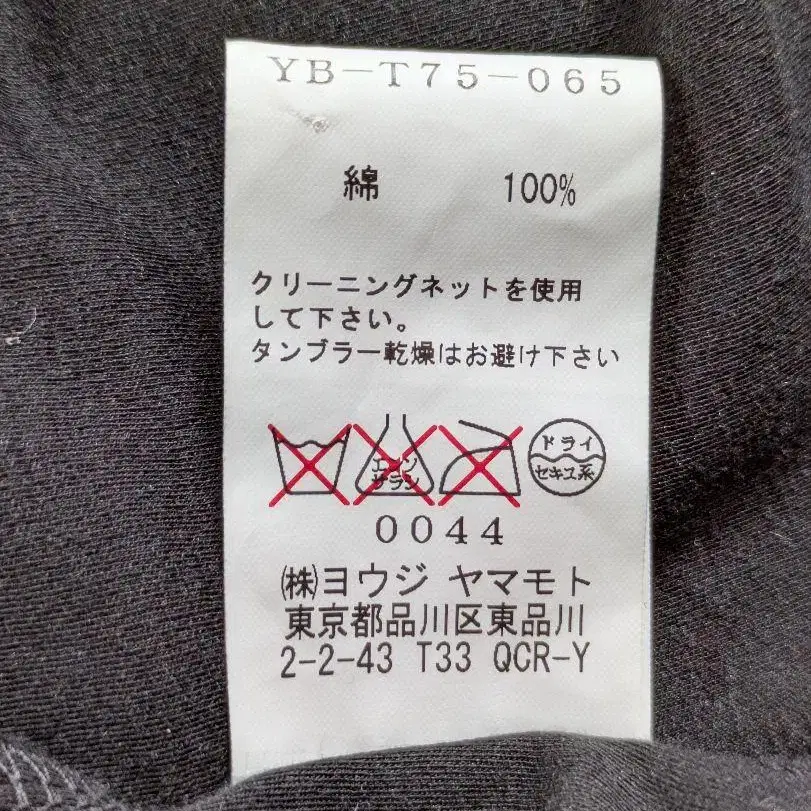 YB-T75-065
綿 100%
クリーニングネットを使用
して下さい。
タンブラー乾燥はお避け下さい
エンソ
サラシ
ドライ
セキユ系
0044
㈱ヨウジ ヤマモト
東京都品川区東品川
2-2-43 T33 QCR-Y